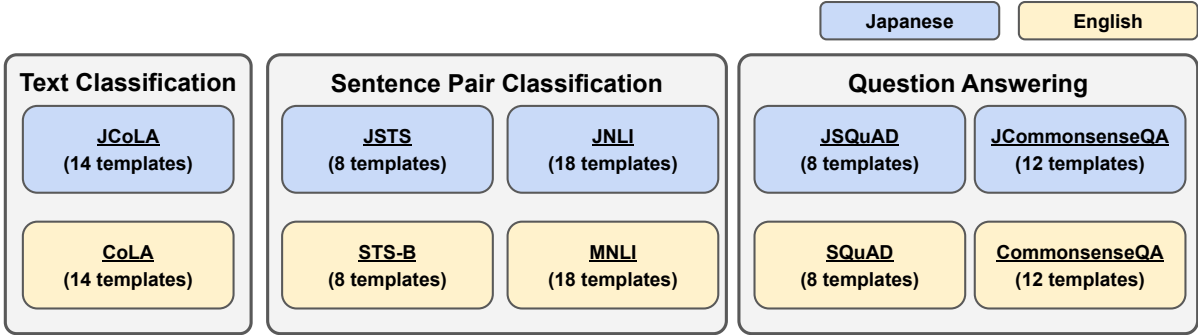 Japanese
English
Text Classification
JCoLA
(14 templates)
CoLA
(14 templates)
Sentence Pair Classification
JSTS
(8 templates)
JNLI
(18 templates)
STS-B
(8 templates)
MNLI
(18 templates)
Question Answering
JSQuAD
(8 templates)
JCommonsenseQA
(12 templates)
SQuAD
(8 templates)
CommonsenseQA
(12 templates)